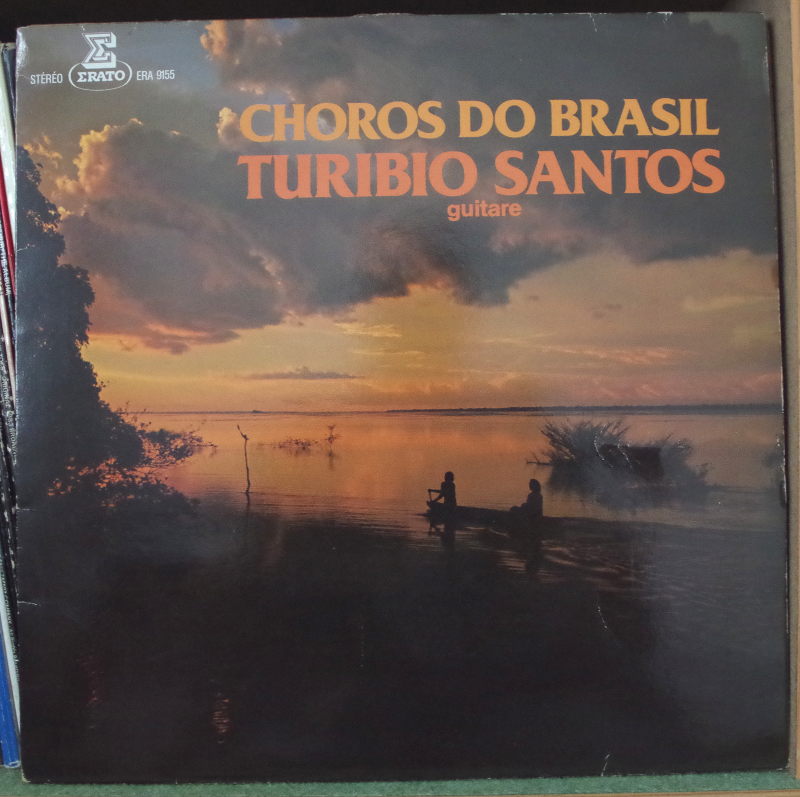 STÉRÉO ΣRATO ERA 9155
CHOROS DO BRASIL
TURIBIO SANTOS
guitare